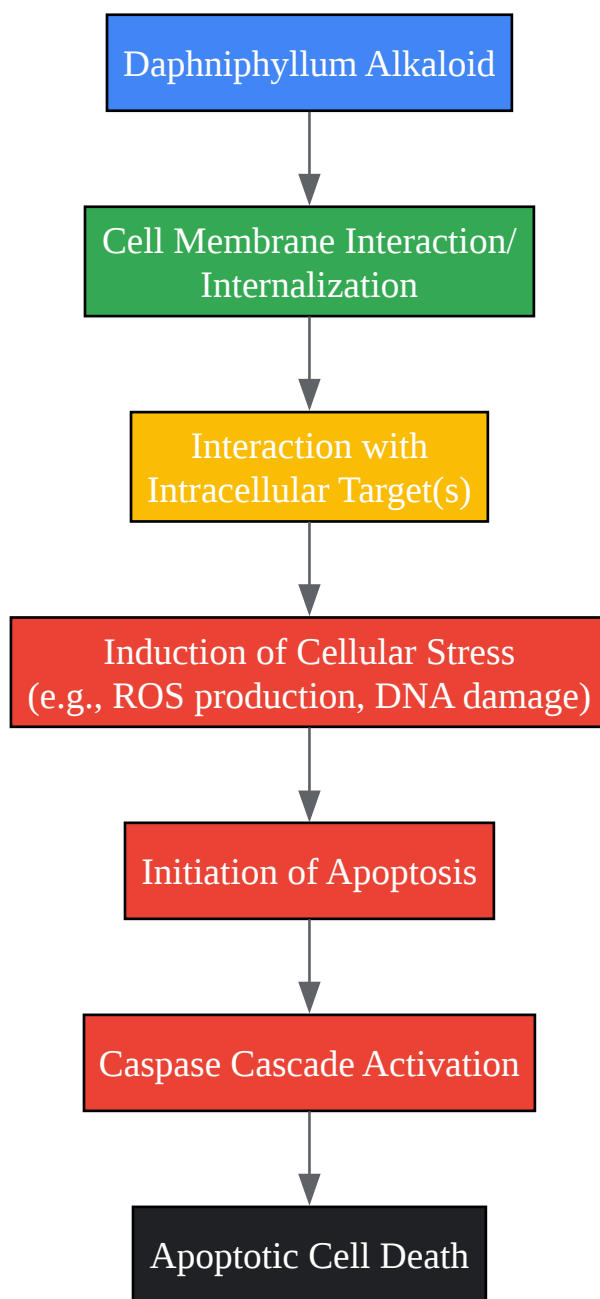 Daphniphyllum Alkaloid
Cell Membrane Interaction/
Internalization
Interaction with
Intracellular Target(s)
Induction of Cellular Stress
(e.g., ROS production, DNA damage)
Initiation of Apoptosis
Caspase Cascade Activation
Apoptotic Cell Death